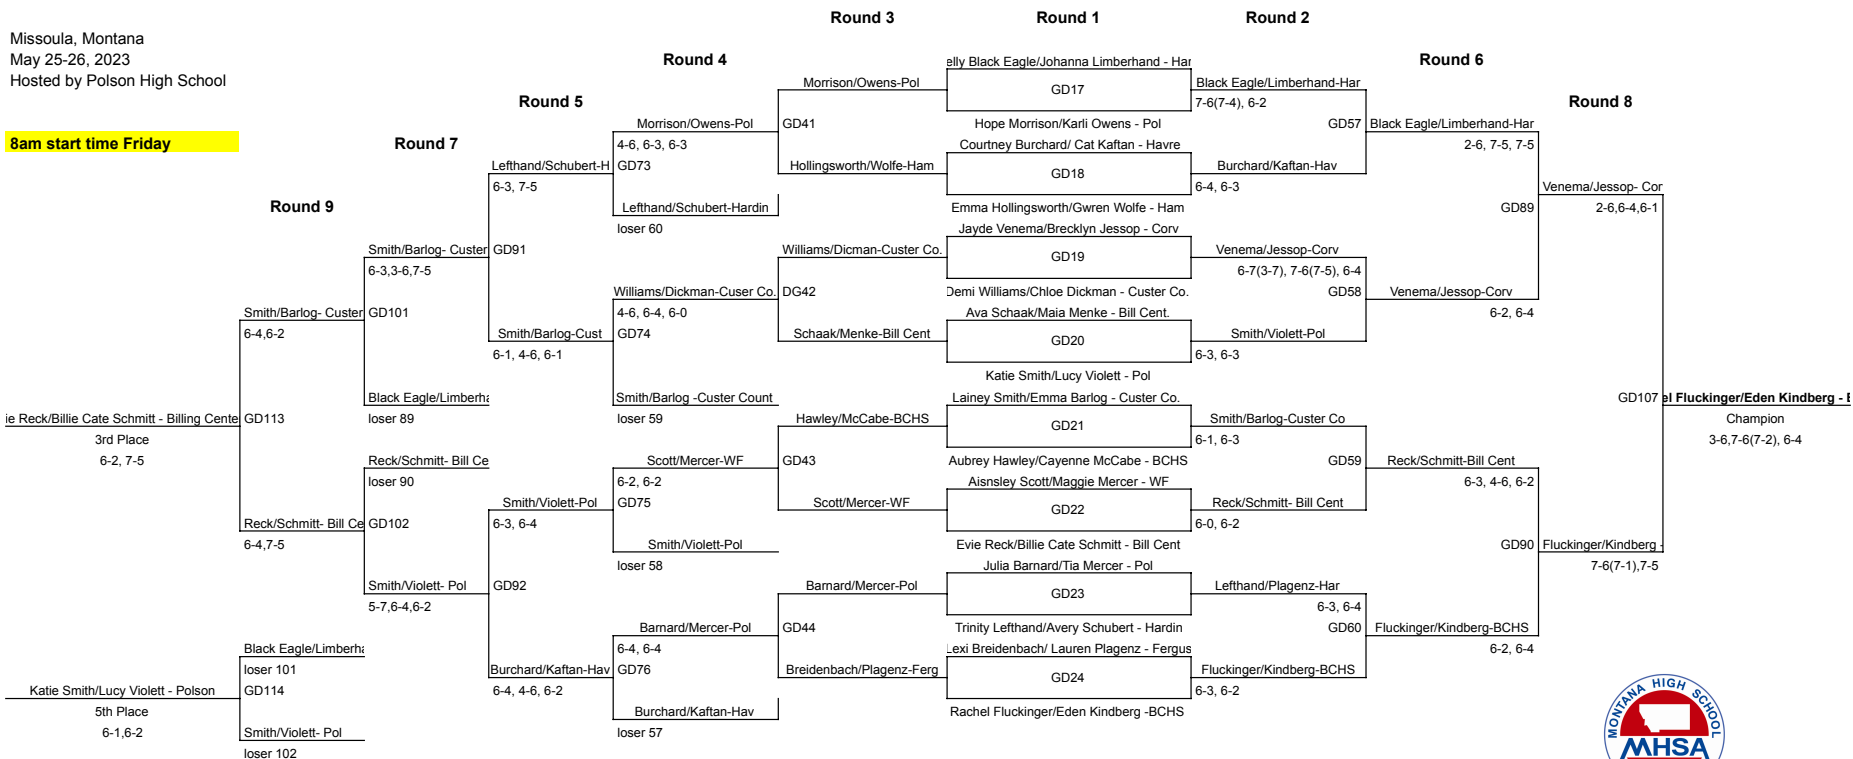 Round 3
Round 1
Round 2
Missoula, Montana
May 25-26, 2023
Hosted by Polson High School
Round 4
Round 6
elly Black Eagle/Johanna Limberhand - Har
Morrison/Owens-Pol
GD17
Black Eagle/Limberhand-Har
7-6(7-4), 6-2
Round 5
Round 8
Morrison/Owens-Pol
GD41
Hope Morrison/Karli Owens - Pol
GD57
Black Eagle/Limberhand-Har
8am start time Friday
Round 7
4-6, 6-3, 6-3
Courtney Burchard/ Cat Kaftan - Havre
2-6, 7-5, 7-5
Lefthand/Schubert-H
GD73
Hollingsworth/Wolfe-Ham
GD18
Burchard/Kaftan-Hav
6-3, 7-5
6-4, 6-3
Venema/Jessop- Cor
Round 9
Lefthand/Schubert-Hardin
Emma Hollingsworth/Gwren Wolfe - Ham
GD89
2-6,6-4,6-1
loser 60
Jayde Venema/Brecklyn Jessop - Corv
Smith/Barlog- Custer
GD91
Williams/Dicman-Custer Co.
GD19
Venema/Jessop-Corv
6-3,3-6,7-5
6-7(3-7), 7-6(7-5), 6-4
Williams/Dickman-Cuser Co.
DG42
Demi Williams/Chloe Dickman - Custer Co.
GD58
Venema/Jessop-Corv
Smith/Barlog- Custer
GD101
4-6, 6-4, 6-0
Ava Schaak/Maia Menke - Bill Cent.
6-2, 6-4
6-4,6-2
Smith/Barlog-Cust
GD74
Schaak/Menke-Bill Cent
GD20
Smith/Violett-Pol
6-1, 4-6, 6-1
6-3, 6-3
Katie Smith/Lucy Violett - Pol
Black Eagle/Limberha
Smith/Barlog -Custer Count
Lainey Smith/Emma Barlog - Custer Co.
GD107
el Fluckinger/Eden Kindberg - B
ie Reck/Billie Cate Schmitt - Billing Cente
GD113
loser 89
loser 59
Hawley/McCabe-BCHS
GD21
Smith/Barlog-Custer Co
Champion
3rd Place
6-1, 6-3
3-6,7-6(7-2), 6-4
6-2, 7-5
Reck/Schmitt- Bill Ce
Scott/Mercer-WF
GD43
Aubrey Hawley/Cayenne McCabe - BCHS
GD59
Reck/Schmitt-Bill Cent
loser 90
6-2, 6-2
Aisnsley Scott/Maggie Mercer - WF
6-3, 4-6, 6-2
Smith/Violett-Pol
GD75
Scott/Mercer-WF
GD22
Reck/Schmitt- Bill Cent
Reck/Schmitt- Bill Ce
GD102
6-3, 6-4
6-0, 6-2
6-4,7-5
Smith/Violett-Pol
Evie Reck/Billie Cate Schmitt - Bill Cent
GD90
Fluckinger/Kindberg -
loser 58
Julia Barnard/Tia Mercer - Pol
7-6(7-1),7-5
Smith/Violett- Pol
GD92
Barnard/Mercer-Pol
GD23
Lefthand/Plagenz-Har
5-7,6-4,6-2
6-3, 6-4
Barnard/Mercer-Pol
GD44
Trinity Lefthand/Avery Schubert - Hardin
GD60
Fluckinger/Kindberg-BCHS
Black Eagle/Limberha
6-4, 6-4
Lexi Breidenbach/ Lauren Plagenz - Fergus
6-2, 6-4
loser 101
Burchard/Kaftan-Hav
GD76
Breidenbach/Plagenz-Ferg
GD24
Fluckinger/Kindberg-BCHS
Katie Smith/Lucy Violett - Polson
GD114
6-4, 4-6, 6-2
6-3, 6-2
5th Place
Burchard/Kaftan-Hav
Rachel Fluckinger/Eden Kindberg -BCHS
6-1,6-2
Smith/Violett- Pol
loser 57
loser 102
MONTANA HIGH SCHOOL
MHSA